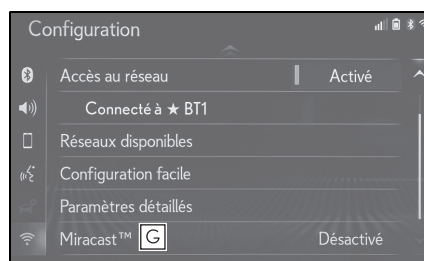 Configuration
Accès au réseau Activé
Connecté à ★ BT1
Réseaux disponibles
Configuration facile
Paramètres détaillés
Miracast™ G Désactivé